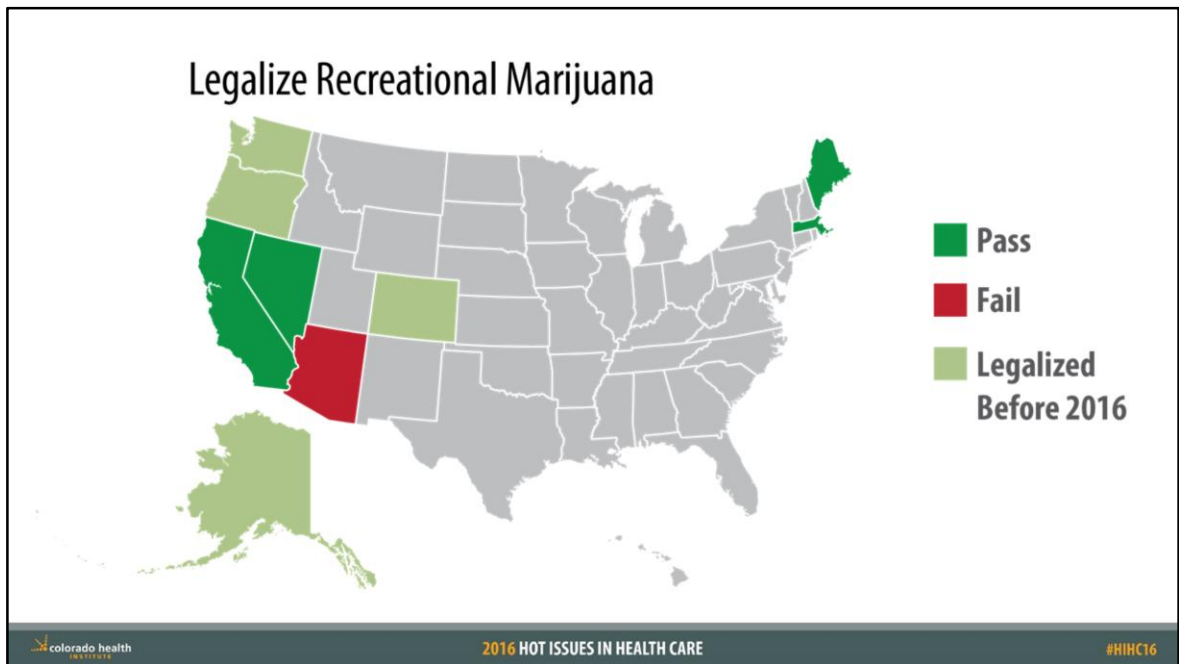 Legalize Recreational Marijuana
Pass
Fail
Legalized
Before 2016
colorado health
INSTITUTE
2016 HOT ISSUES IN HEALTH CARE
#HIHC16